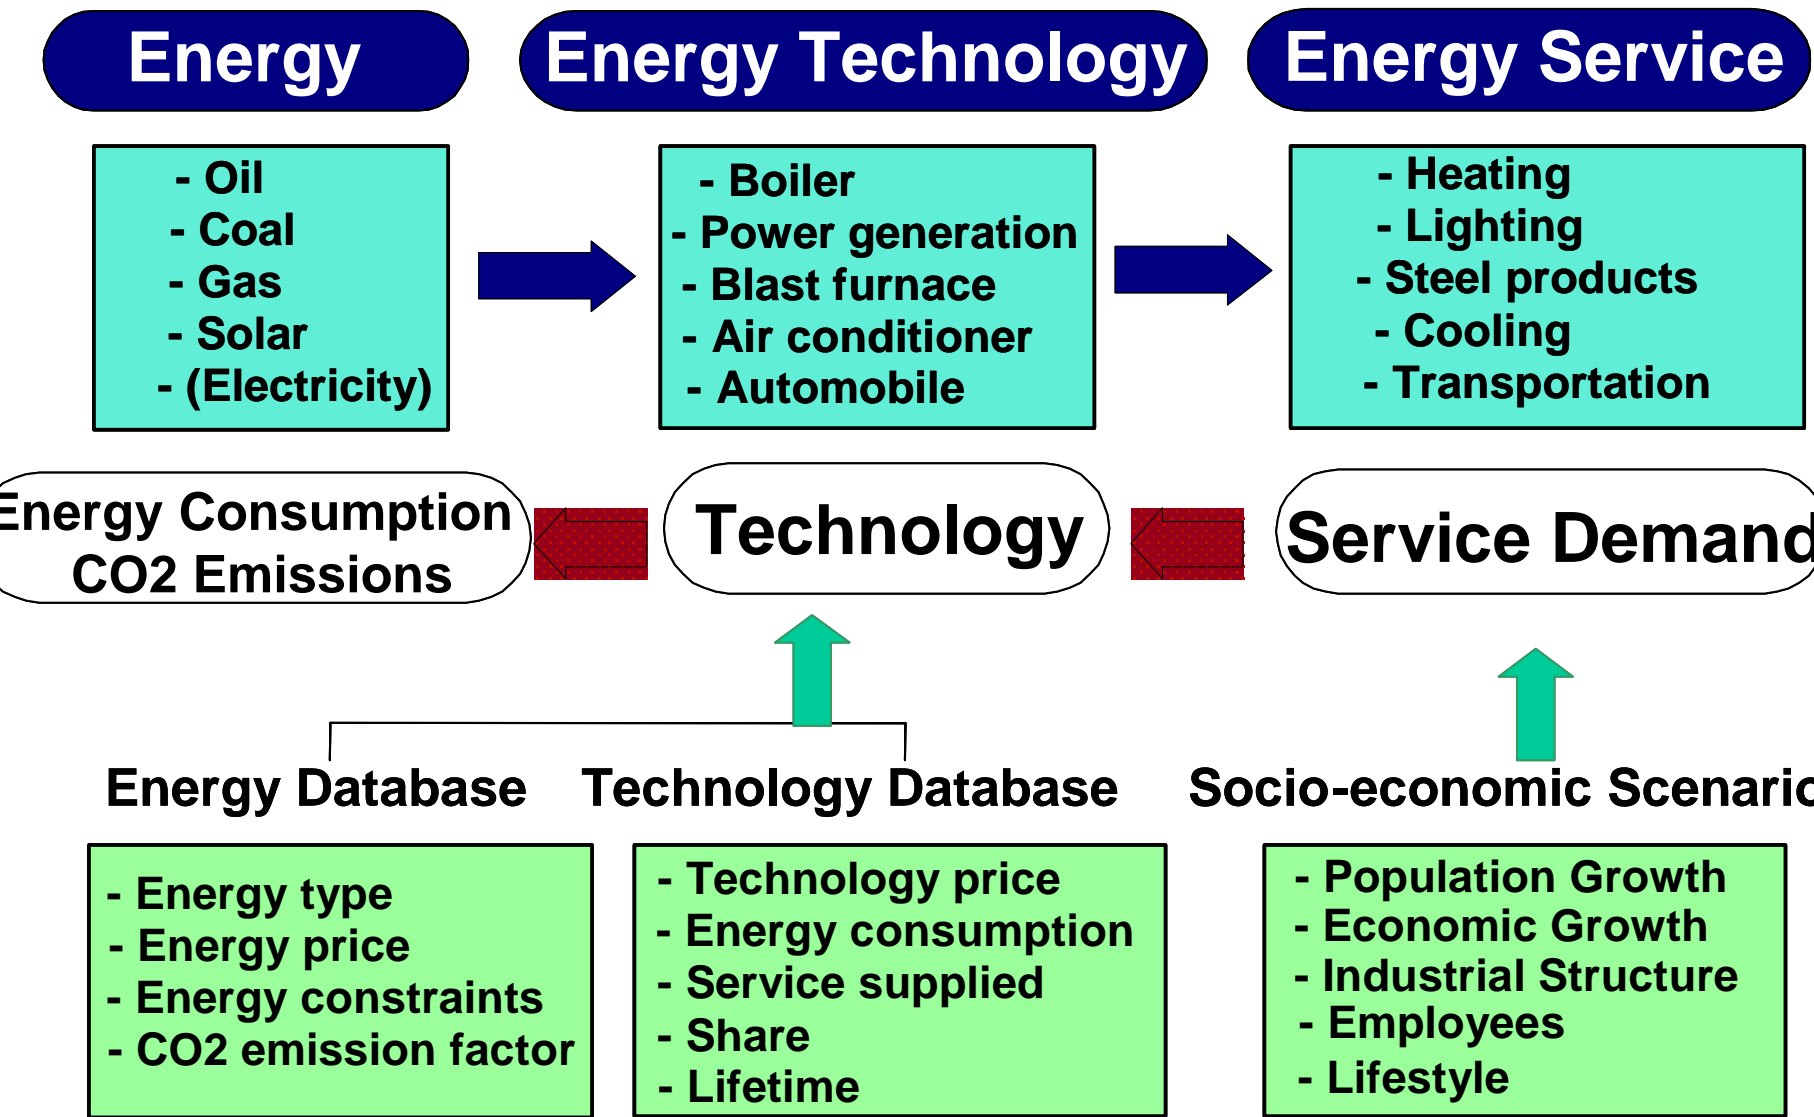 Energy
Energy Technology
Energy Service
- Oil
- Coal
- Gas
- Solar
- (Electricity)
- Boiler
- Power generation
- Blast furnace
- Air conditioner
- Automobile
- Heating
- Lighting
- Steel products
- Cooling
- Transportation
Energy Consumption
CO2 Emissions
Technology
Service Demand
Energy Database
Technology Database
Socio-economic Scenario
- Energy type
- Energy price
- Energy constraints
- CO2 emission factor
- Technology price
- Energy consumption
- Service supplied
- Share
- Lifetime
- Population Growth
- Economic Growth
- Industrial Structure
- Employees
- Lifestyle